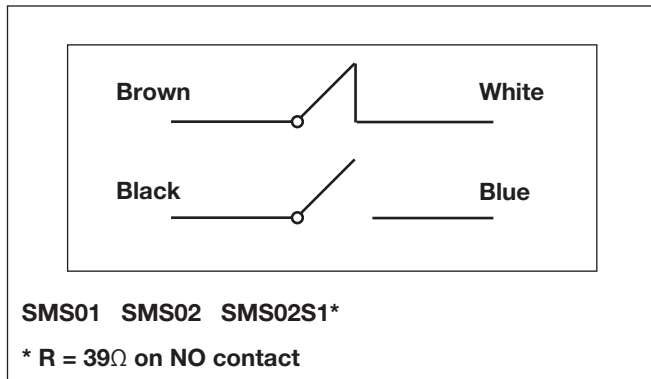 Brown White
Black Blue
SMS01 SMS02 SMS02S1*
* R = 39Ω on NO contact